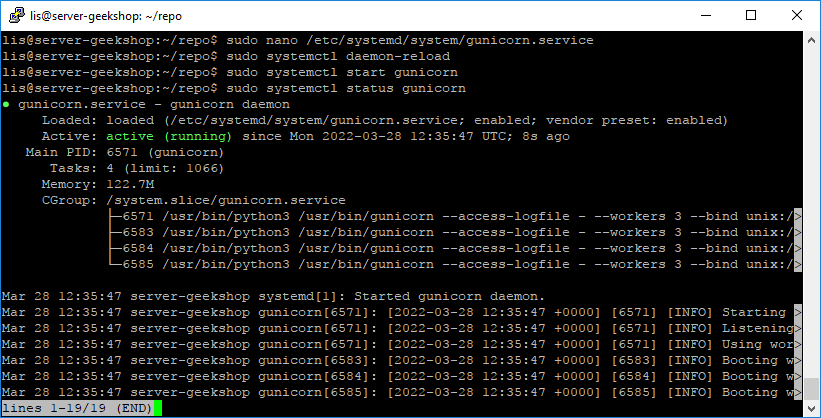 lis@server-geekshop: ~/repo
lis@server-geekshop:~/repo$ sudo nano /etc/systemd/system/gunicorn.service
lis@server-geekshop:~/repo$ sudo systemctl daemon-reload
lis@server-geekshop:~/repo$ sudo systemctl start gunicorn
lis@server-geekshop:~/repo$ sudo systemctl status gunicorn
● gunicorn.service - gunicorn daemon
Loaded: loaded (/etc/systemd/system/gunicorn.service; enabled; vendor preset: enabled)
Active: active (running) since Mon 2022-03-28 12:35:47 UTC; 8s ago
Main PID: 6571 (gunicorn)
Tasks: 4 (limit: 1066)
Memory: 122.7M
CGroup: /system.slice/gunicorn.service
├─6571 /usr/bin/python3 /usr/bin/gunicorn --access-logfile - --workers 3 --bind unix:/>
├─6583 /usr/bin/python3 /usr/bin/gunicorn --access-logfile - --workers 3 --bind unix:/>
├─6584 /usr/bin/python3 /usr/bin/gunicorn --access-logfile - --workers 3 --bind unix:/>
└─6585 /usr/bin/python3 /usr/bin/gunicorn --access-logfile - --workers 3 --bind unix:/>
Mar 28 12:35:47 server-geekshop systemd[1]: Started gunicorn daemon.
Mar 28 12:35:47 server-geekshop gunicorn[6571]: [2022-03-28 12:35:47 +0000] [6571] [INFO] Starting >
Mar 28 12:35:47 server-geekshop gunicorn[6571]: [2022-03-28 12:35:47 +0000] [6571] [INFO] Listening>
Mar 28 12:35:47 server-geekshop gunicorn[6571]: [2022-03-28 12:35:47 +0000] [6571] [INFO] Using wor>
Mar 28 12:35:47 server-geekshop gunicorn[6583]: [2022-03-28 12:35:47 +0000] [6583] [INFO] Booting w>
Mar 28 12:35:47 server-geekshop gunicorn[6584]: [2022-03-28 12:35:47 +0000] [6584] [INFO] Booting w>
Mar 28 12:35:47 server-geekshop gunicorn[6585]: [2022-03-28 12:35:47 +0000] [6585] [INFO] Booting w>
lines 1-19/19 (END)